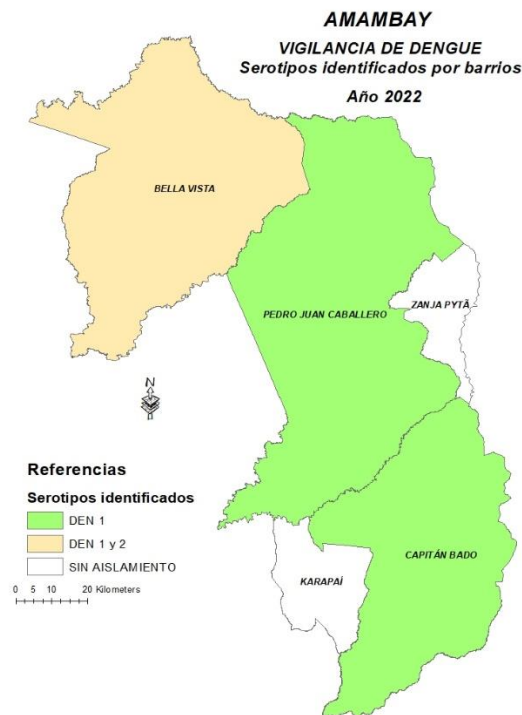 AMAMBAY
VIGILANCIA DE DENGUE
Serotipos identificados por barrios
Año 2022
BELLA VISTA
PEDRO JUAN CABALLERO
ZANJA PYTÃ
N
Referencias
Serotipos identificados
DEN 1
DEN 1 y 2
SIN AISLAMIENTO
0 5 10 20 Kilometers
CAPITÁN BADO
KARAPAÍ